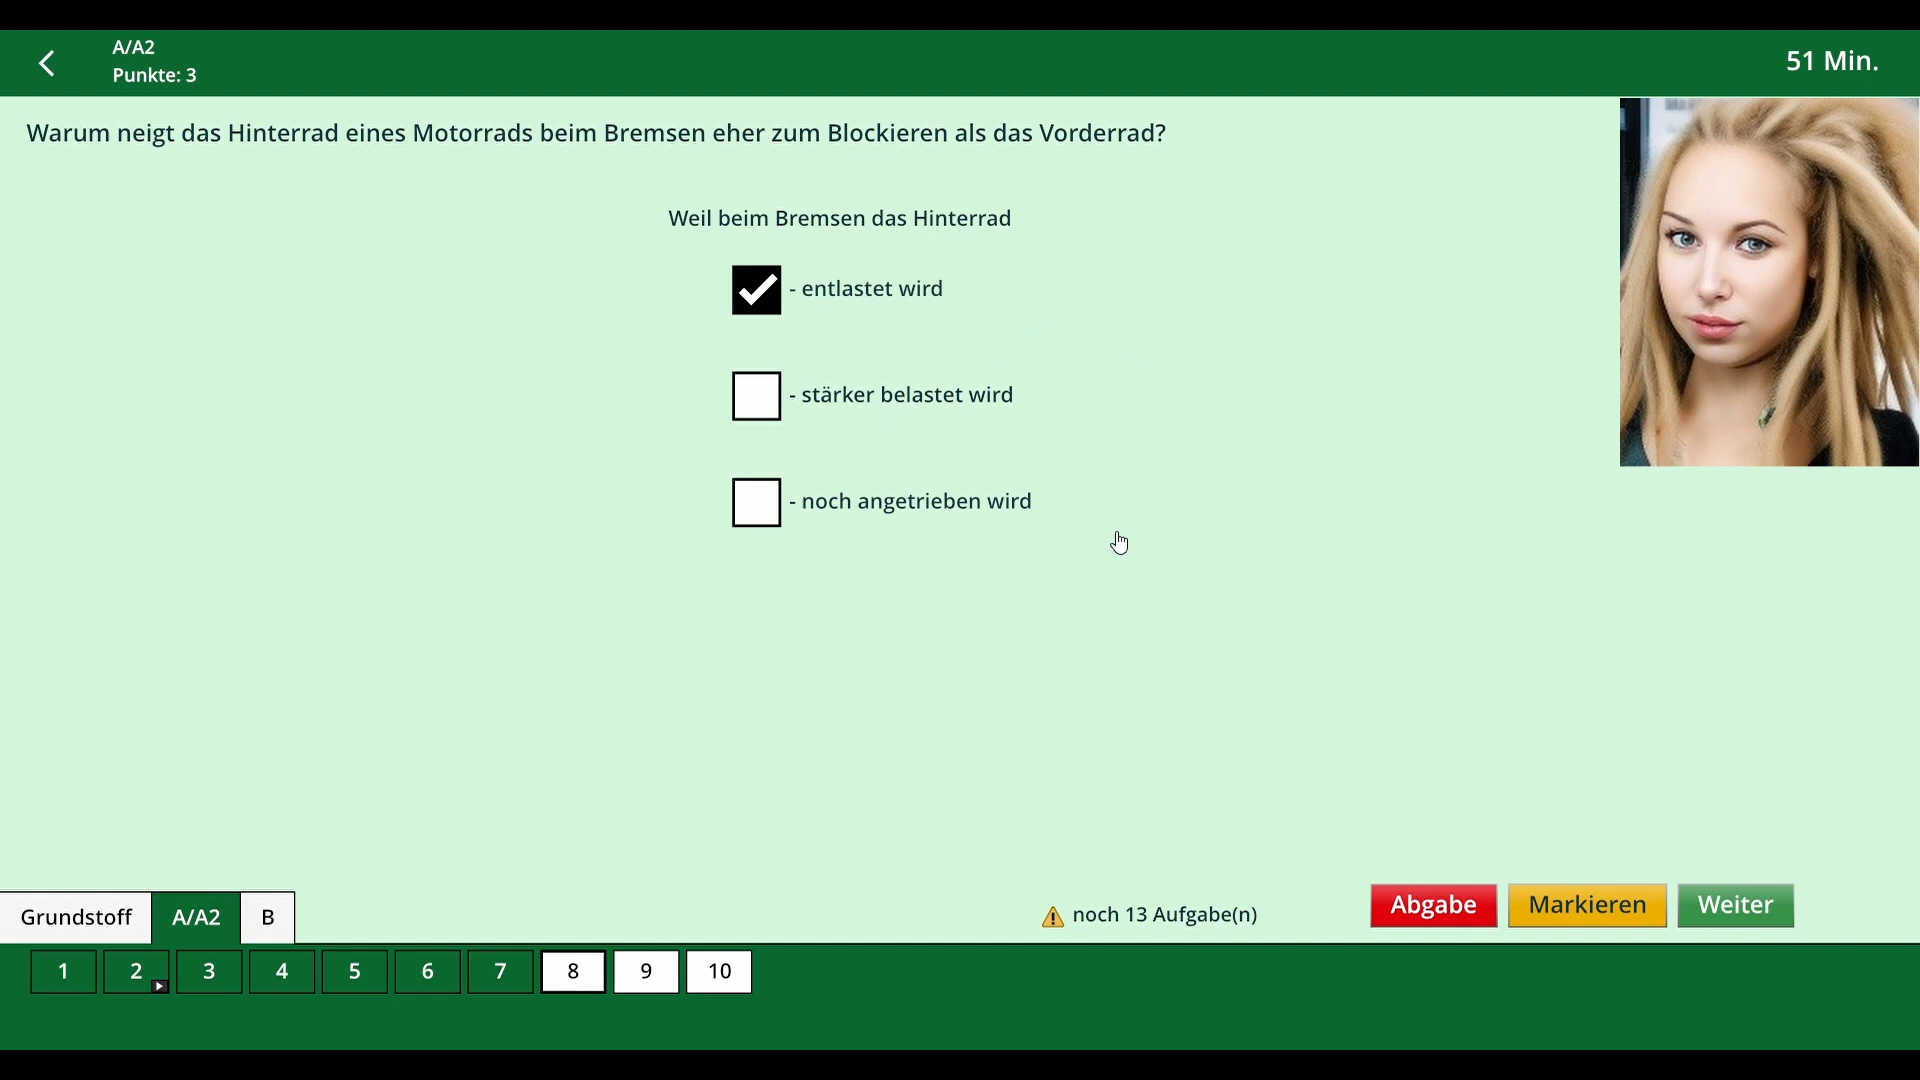 A/A2
Punkte: 3
51 Min.
Warum neigt das Hinterrad eines Motorrads beim Bremsen eher zum Blockieren als das Vorderrad?
Weil beim Bremsen das Hinterrad
- entlastet wird
- stärker belastet wird
- noch angetrieben wird
Grundstoff A/A2 B
noch 13 Aufgabe(n)
Abgabe Markieren Weiter
1 2 3 4 5 6 7 8 9 10